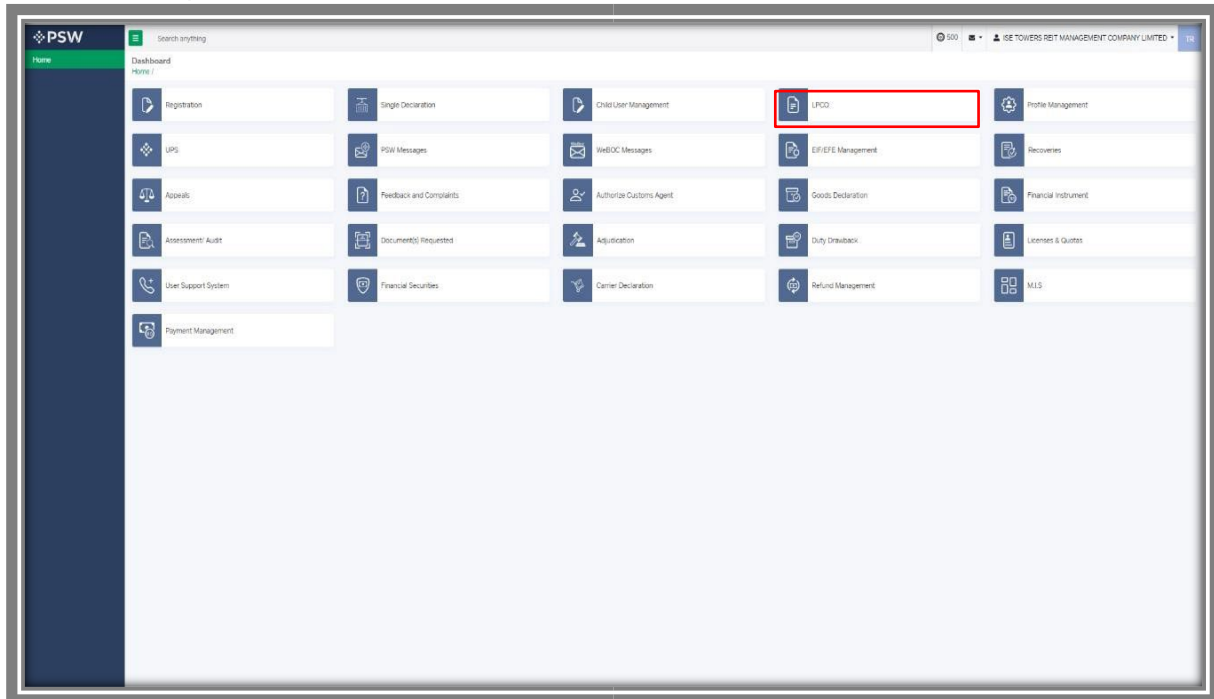 PSW
Search anything
500
ISE TOWERS REIT MANAGEMENT COMPANY LIMITED
Home
Dashboard
Home /
Registration
Single Declaration
Child User Management
LPCO
Profile Management
UPS
PSW Messages
WeBOC Messages
EIF/EFE Management
Recoveries
Appeals
Feedback and Complaints
Authorize Customs Agent
Goods Declaration
Financial Instrument
Assessment/ Audit
Document(s) Requested
Adjudication
Duty Drawback
Licenses & Quotas
User Support System
Financial Securities
Carrier Declaration
Refund Management
M.I.S
Payment Management